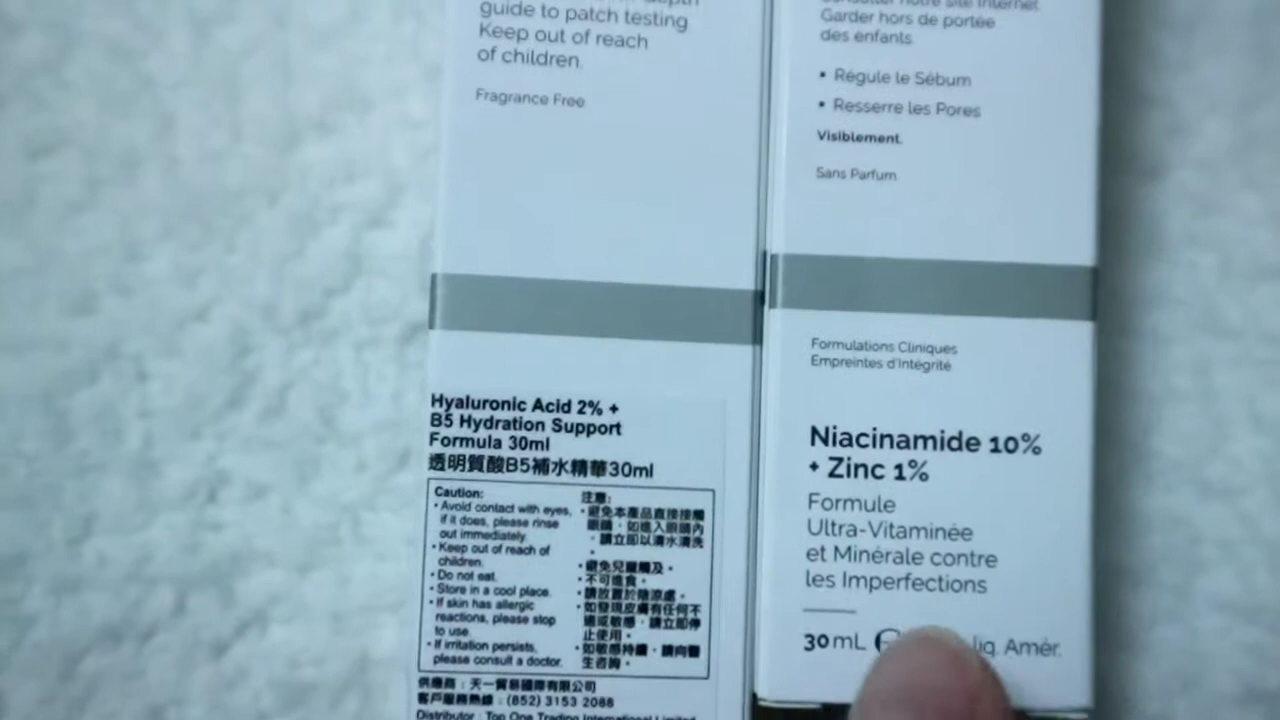 guide to patch testing
Keep out of reach
of children.
Fragrance Free
Hyaluronic Acid 2% +
B5 Hydration Support
Formula 30ml
透明質酸B5補水精華30ml
Caution:
• Avoid contact with eyes,
if it does, please rinse
out immediately.
• Keep out of reach of
children.
• Do not eat.
• Store in a cool place.
• If skin has allergic
reactions, please stop
to use.
• If irritation persists,
please consult a doctor.
注意:
• 避免本產品直接接觸
眼睛，如進入眼睛內
，請立即以清水清洗
。
• 避免兒童觸及。
• 不可進食。
• 請放置於陰涼處。
• 如發現皮膚有任何不
適或敏感，請立即停
止使用。
• 如敏感持續，請向醫
生咨詢。
供應商：天一貿易國際有限公司
客戶服務熱線：(852) 3153 2088
Distributor : Top One Trading International Limited
notre site Internet
Garder hors de portée
des enfants.
• Régule le Sébum
• Resserre les Pores
Visiblement.
Sans Parfum.
Formulations Cliniques
Empreintes d'Intégrité
Niacinamide 10%
+ Zinc 1%
Formule
Ultra-Vitaminée
et Minérale contre
les Imperfections
30 mL liq. Amér.